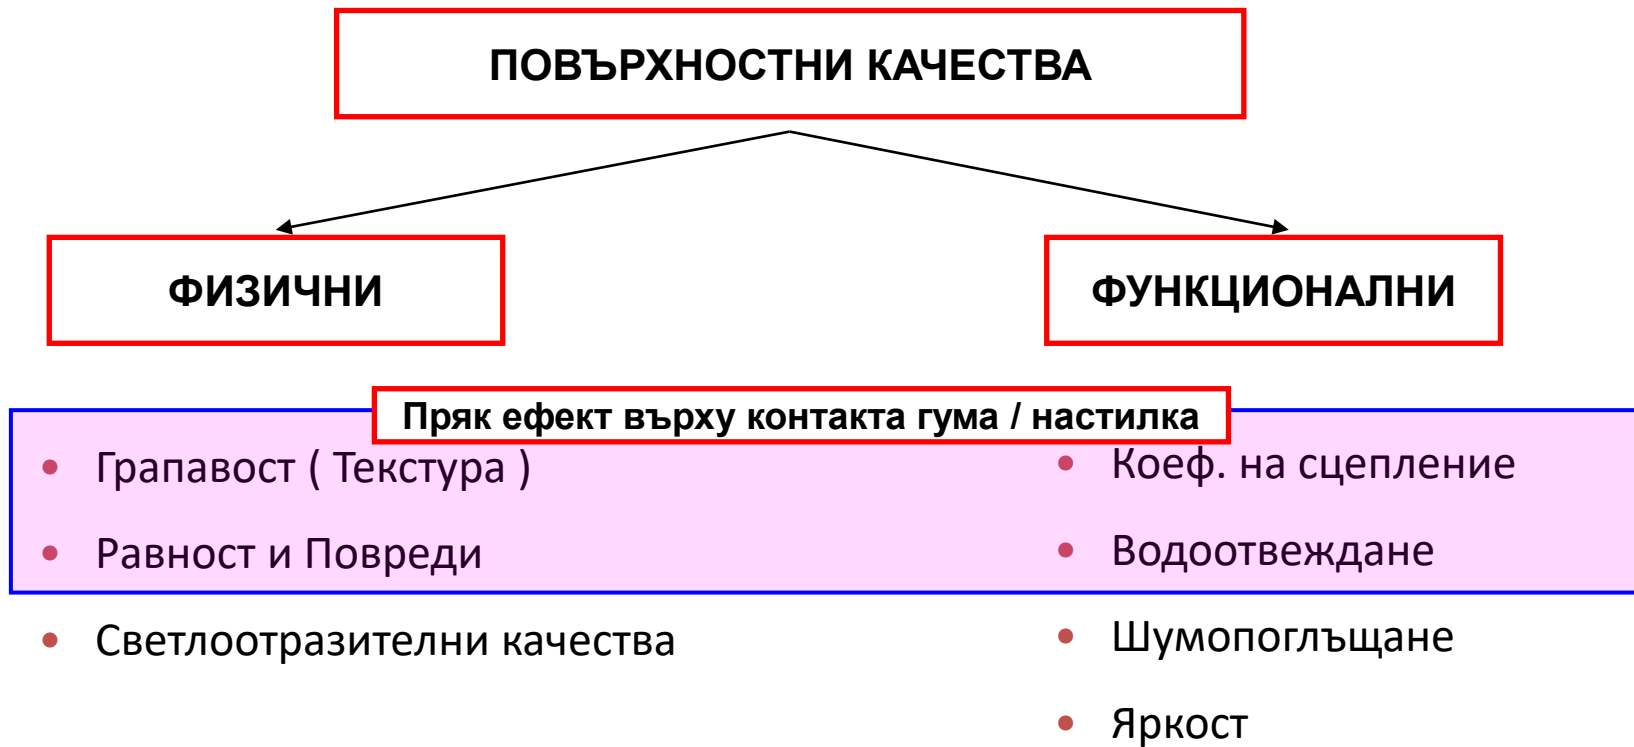 ПОВЪРХНОСТНИ КАЧЕСТВА
ФИЗИЧНИ
ФУНКЦИОНАЛНИ
Пряк ефект върху контакта гума / настилка
• Грапавост ( Текстура )
• Равност и Повреди
• Светлоотразителни качества
• Коеф. на сцепление
• Водоотвеждане
• Шумопоглъщане
• Яркост